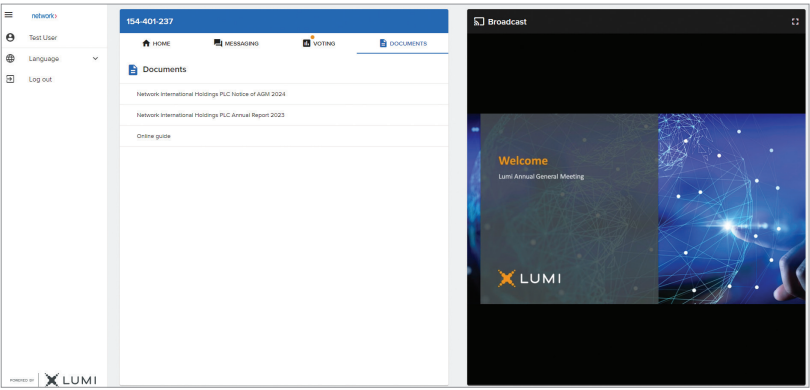 network>
Test User
Language
Log out
POWERED BY LUMI
154-401-237
HOME MESSAGING VOTING DOCUMENTS
Documents
Network International Holdings PLC Notice of AGM 2024
Network International Holdings PLC Annual Report 2023
Online guide
Broadcast
Welcome
Lumi Annual General Meeting
LUMI